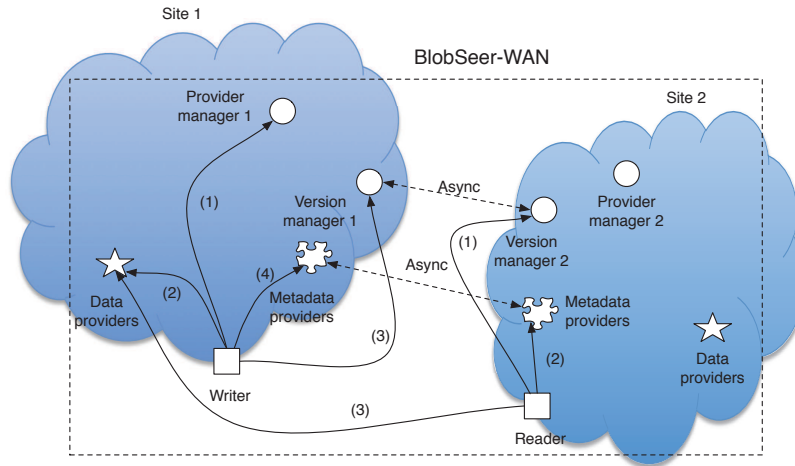 Site 1
BlobSeer-WAN
Provider
manager 1
Site 2
(1)
Version
manager 1
Async
Provider
manager 2
(1)
Version
manager 2
(4)
Async
(2)
Data
providers
Metadata
providers
Metadata
providers
(3)
(2)
Data
providers
Writer
(3)
Reader